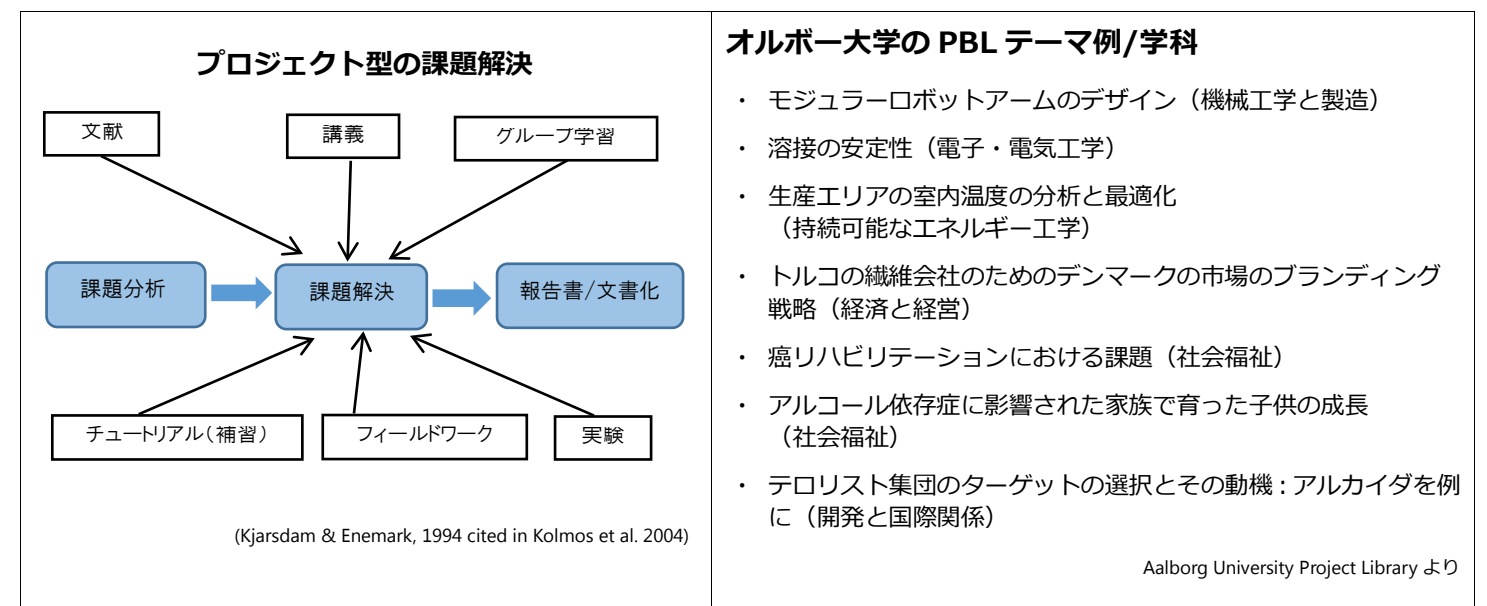 プロジェクト型の課題解決
文献
講義
グループ学習
課題分析
課題解決
報告書/文書化
チュートリアル(補習)
フィールドワーク
実験
(Kjarsdam & Enemark, 1994 cited in Kolmos et al. 2004)
オルボー大学の PBL テーマ例/学科
・ モジュラーロボットアームのデザイン（機械工学と製造）
・ 溶接の安定性（電子・電気工学）
・ 生産エリアの室内温度の分析と最適化
（持続可能なエネルギー工学）
・ トルコの繊維会社のためのデンマークの市場のブランディング
戦略（経済と経営）
・ 癌リハビリテーションにおける課題（社会福祉）
・ アルコール依存症に影響された家族で育った子供の成長
（社会福祉）
・ テロリスト集団のターゲットの選択とその動機 : アルカイダを例
に（開発と国際関係）
Aalborg University Project Library より